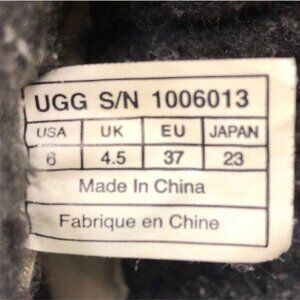 UGG S/N 1006013
USA UK EU JAPAN
6 4.5 37 23
Made In China
Fabrique en Chine